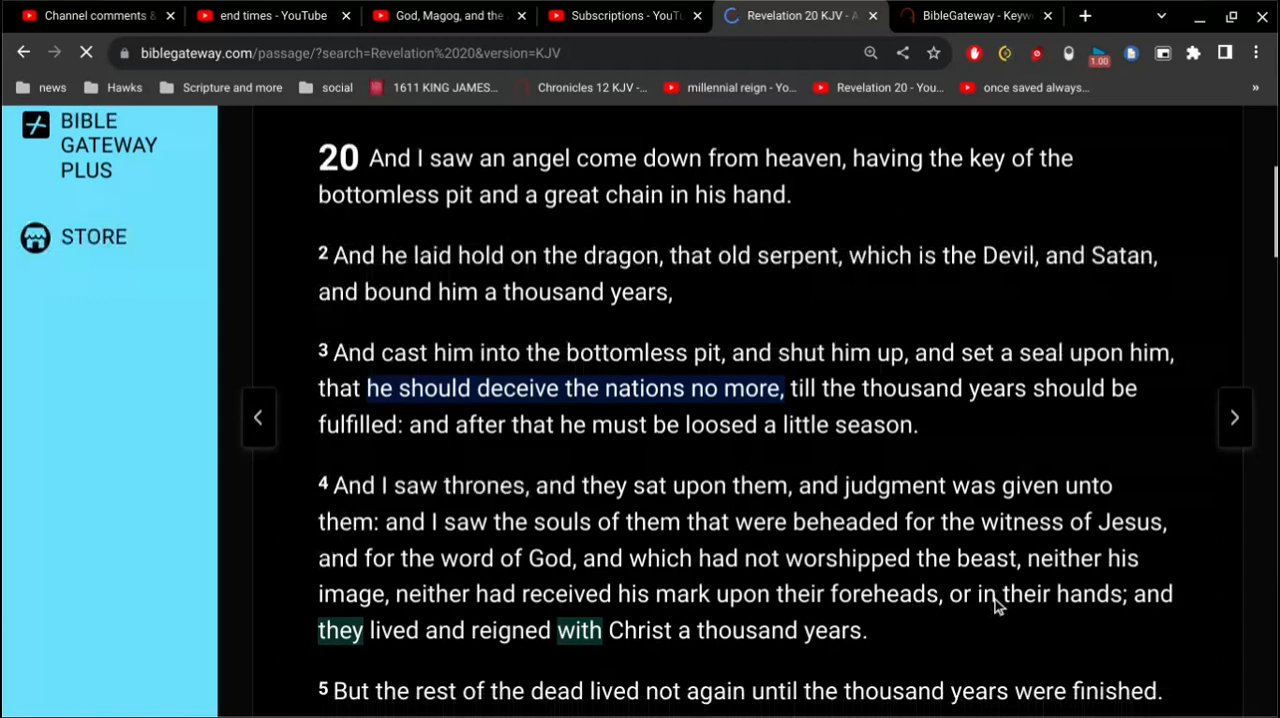 Channel comments &
end times - YouTube
God, Magog, and the
Subscriptions - YouTu
Revelation 20 KJV - A
BibleGateway - Keyw
biblegateway.com/passage/?search=Revelation%2020&version=KJV
1.00
news
Hawks
Scripture and more
social
1611 KING JAMES...
Chronicles 12 KJV -...
millennial reign - Yo...
Revelation 20 - You...
once saved always...
»
BIBLE
GATEWAY
PLUS
STORE
20 And I saw an angel come down from heaven, having the key of the
bottomless pit and a great chain in his hand.
2 And he laid hold on the dragon, that old serpent, which is the Devil, and Satan,
and bound him a thousand years,
3 And cast him into the bottomless pit, and shut him up, and set a seal upon him,
that he should deceive the nations no more, till the thousand years should be
fulfilled: and after that he must be loosed a little season.
4 And I saw thrones, and they sat upon them, and judgment was given unto
them: and I saw the souls of them that were beheaded for the witness of Jesus,
and for the word of God, and which had not worshipped the beast, neither his
image, neither had received his mark upon their foreheads, or in their hands; and
they lived and reigned with Christ a thousand years.
5 But the rest of the dead lived not again until the thousand years were finished.